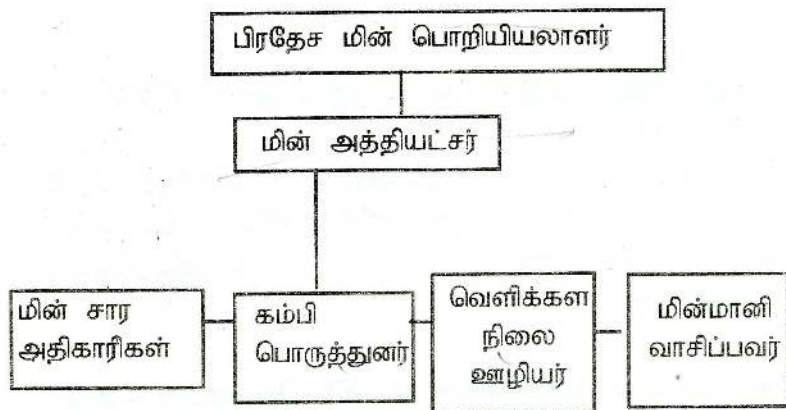 பிரதேச மின் பொறியியலாளர்
மின் அத்தியட்சர்
மின் சார
அதிகாரிகள்
கம்பி
பொருத்துனர்
வெளிக்கள
நிலை
ஊழியர்
மின்மானி
வாசிப்பவர்